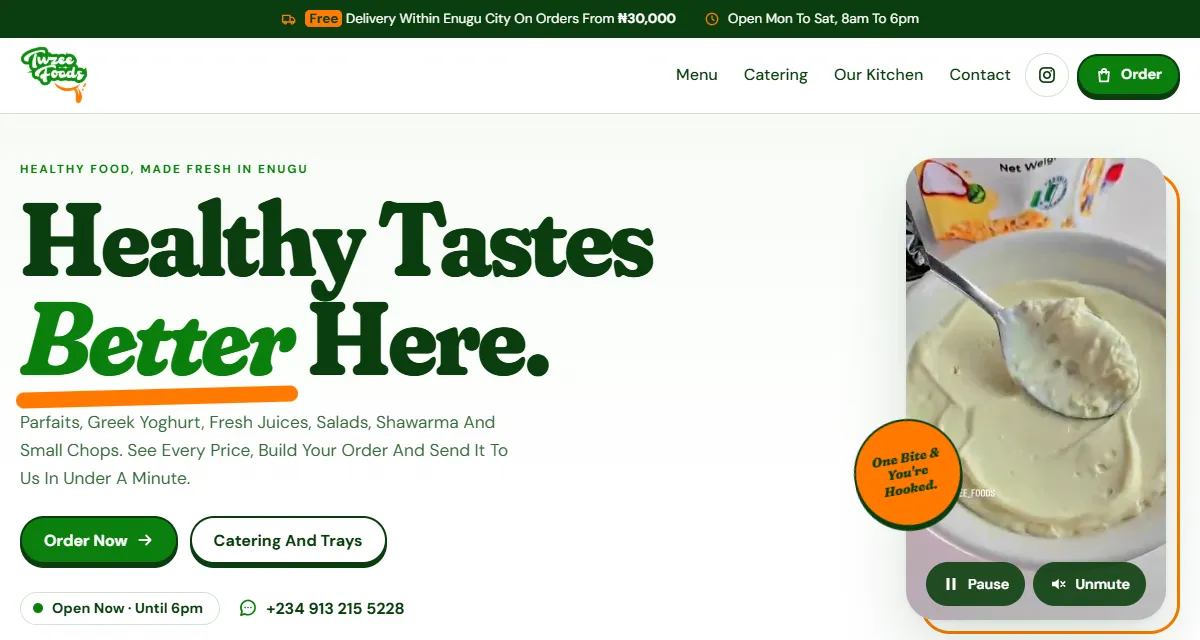 Free Delivery Within Enugu City On Orders From ₦30,000
Open Mon To Sat, 8am To 6pm
Twzee
Foods
Menu
Catering
Our Kitchen
Contact
Order
HEALTHY FOOD, MADE FRESH IN ENUGU
Healthy Tastes
Better Here.
Parfaits, Greek Yoghurt, Fresh Juices, Salads, Shawarma And
Small Chops. See Every Price, Build Your Order And Send It To
Us In Under A Minute.
Order Now
Catering And Trays
Open Now · Until 6pm
+234 913 215 5228
Net
One Bite &
You're
Hooked.
EE_FOODS
Pause
Unmute